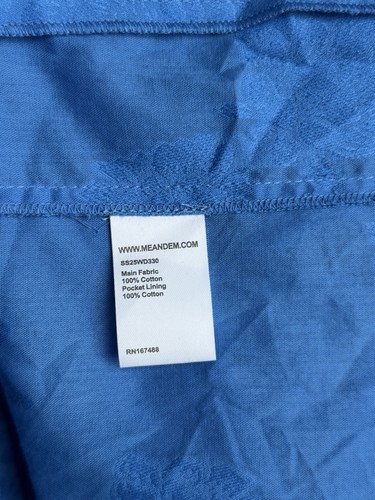 WWW.MEANDEM.COM
SS25WD330
Main Fabric
100% Cotton
Pocket Lining
100% Cotton
RN167488